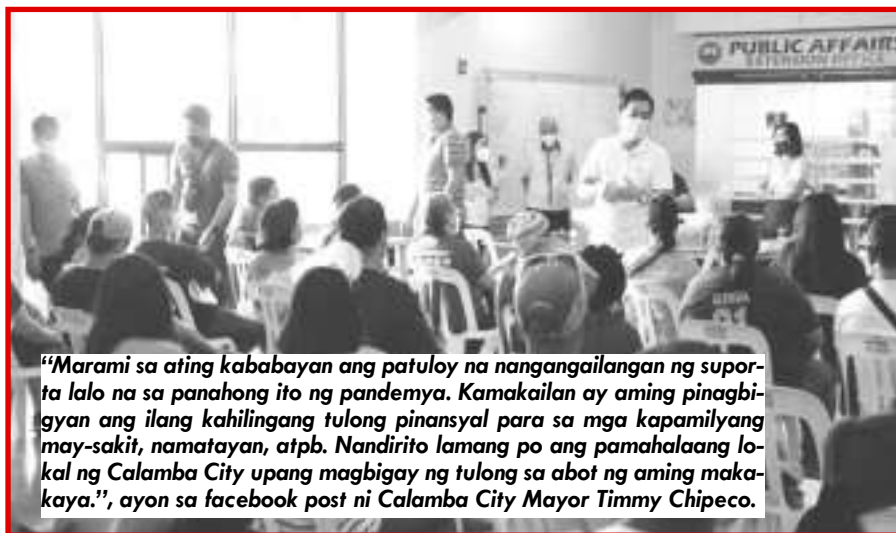 PUBLIC AFFAIRS
EXTENSION OFFICE
“Marami sa ating kababayan ang patuloy na nangangailangan ng supor-
ta lalo na sa panahong ito ng pandemya. Kamakailan ay aming pinagbi-
gyan ang ilang kahilingang tulong pinansyal para sa mga kapamilyang
may-sakit, namatayan, atpb. Nandirito lamang po ang pamahalaang lo-
kal ng Calamba City upang magbigay ng tulong sa abot ng aming maka-
kaya.”, ayon sa facebook post ni Calamba City Mayor Timmy Chipeco.